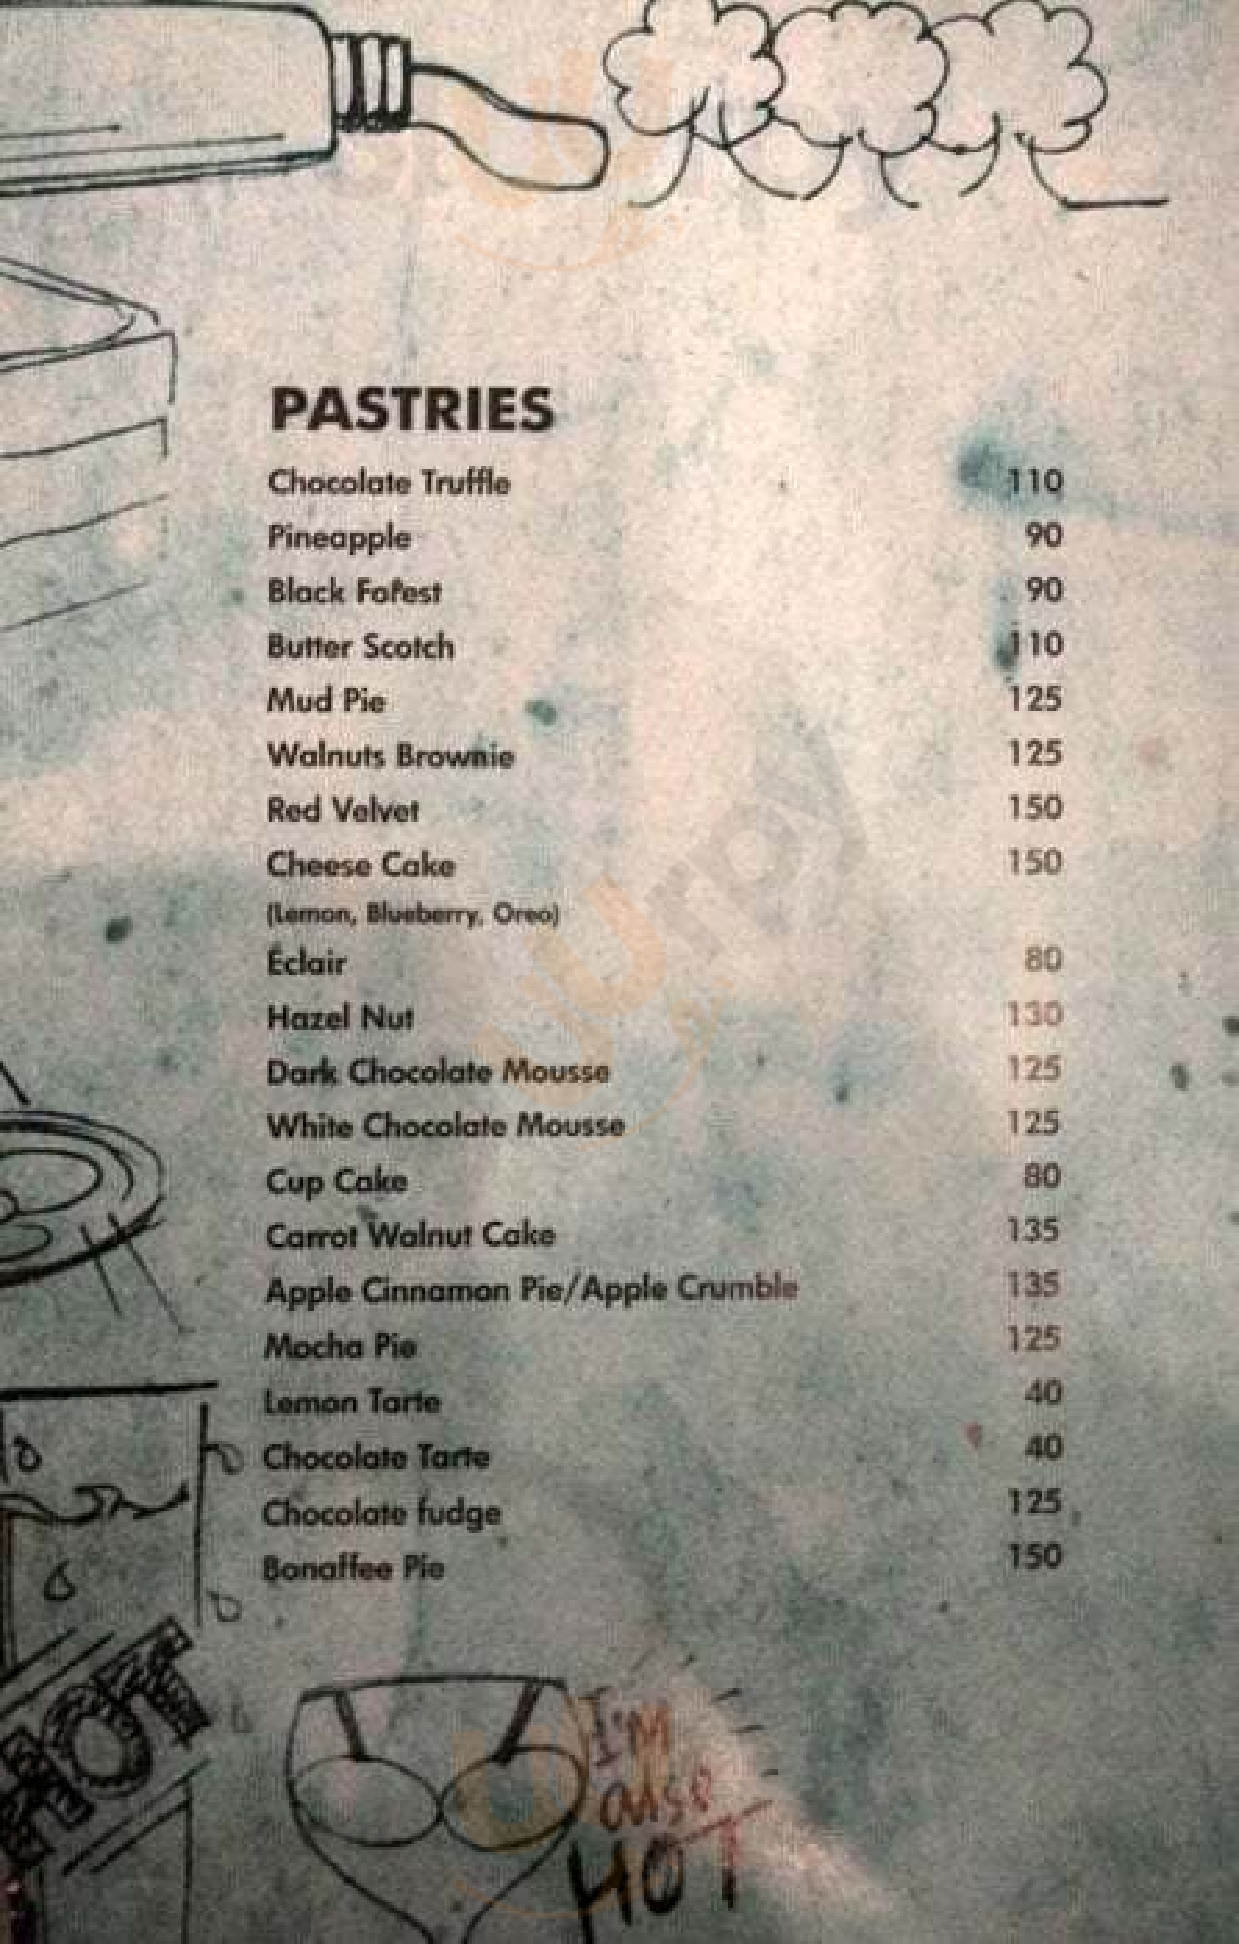 PASTRIES
Chocolate Truffle 110
Pineapple 90
Black Forest 90
Butter Scotch 110
Mud Pie 125
Walnuts Brownie 125
Red Velvet 150
Cheese Cake 150
(Lemon, Blueberry, Oreo)
Éclair 80
Hazel Nut 130
Dark Chocolate Mousse 125
White Chocolate Mousse 125
Cup Cake 80
Carrot Walnut Cake 135
Apple Cinnamon Pie/Apple Crumble 135
Mocha Pie 125
Lemon Tarte 40
Chocolate Tarte 40
Chocolate fudge 125
Bonaffee Pie 150
HOT
I'm
also
HOT